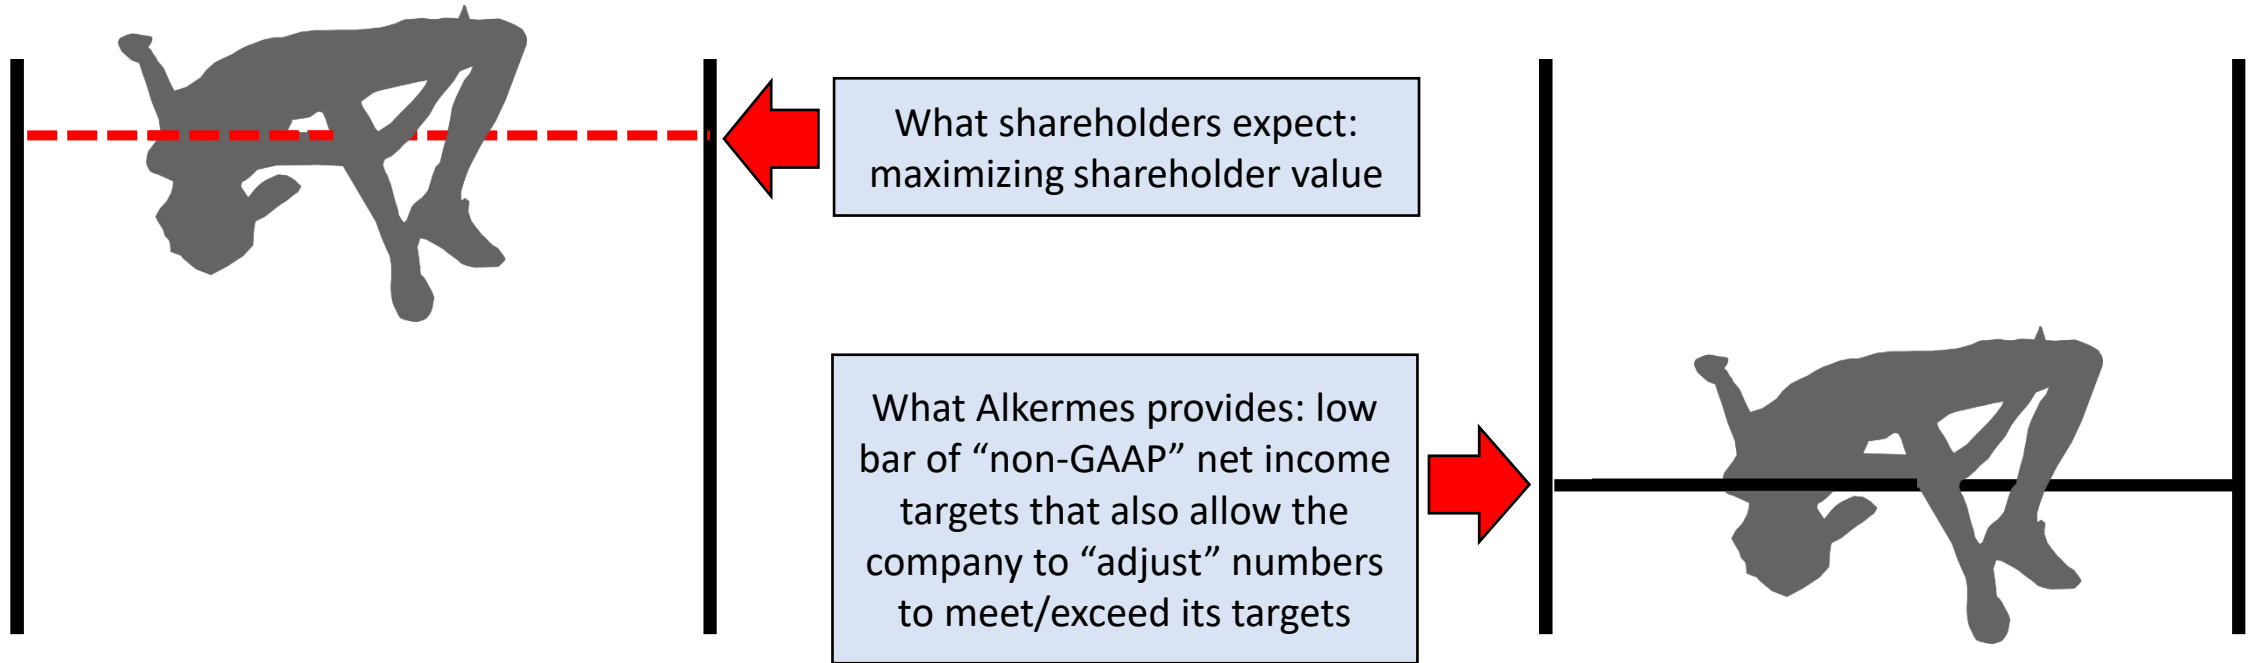 What shareholders expect:
maximizing shareholder value
What Alkermes provides: low
bar of “non-GAAP” net income
targets that also allow the
company to “adjust” numbers
to meet/exceed its targets